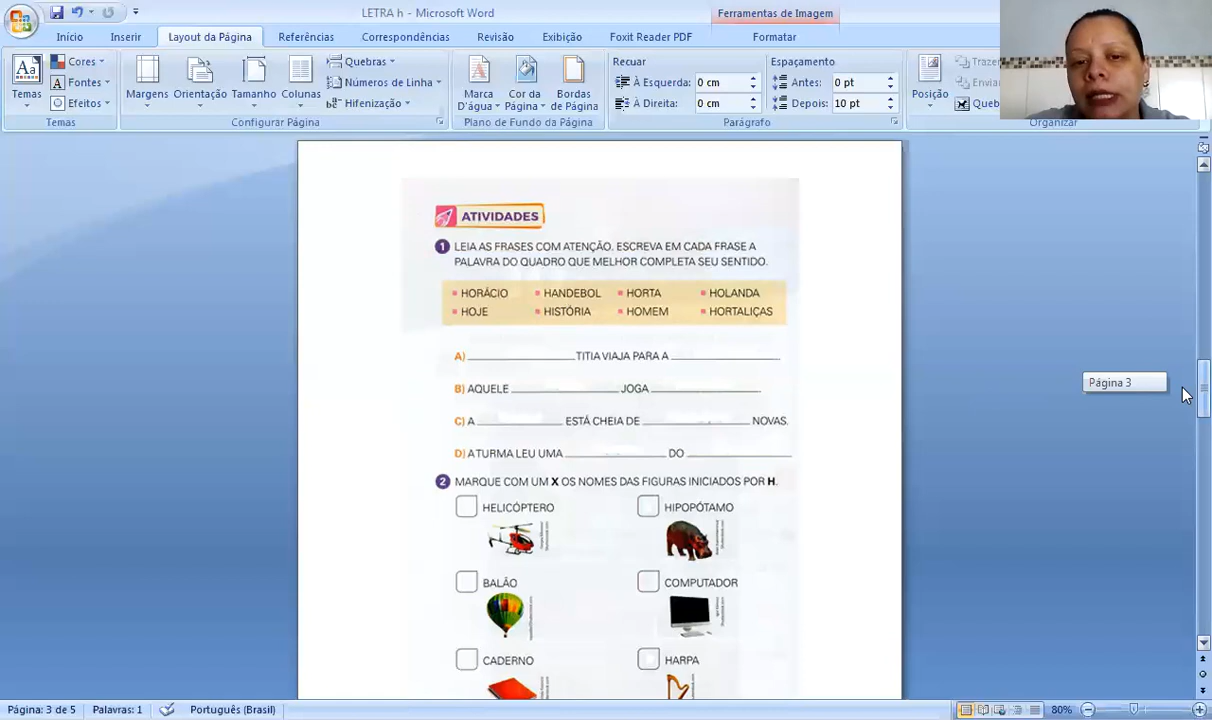 LETRA h - Microsoft Word
Ferramentas de Imagem
Início Inserir Layout da Página Referências Correspondências Revisão Exibição Foxit Reader PDF Formatar
Temas
Cores
Fontes
Efeitos
Temas
Margens Orientação Tamanho Colunas
Quebras
Números de Linha
Hifenização
Configurar Página
Marca D'água
Cor da Página
Bordas de Página
Plano de Fundo da Página
Recuar
À Esquerda: 0 cm
À Direita: 0 cm
Espaçamento
Antes: 0 pt
Depois: 10 pt
Parágrafo
Posição
Organizar
ATIVIDADES
1 LEIA AS FRASES COM ATENÇÃO. ESCREVA EM CADA FRASE A
PALAVRA DO QUADRO QUE MELHOR COMPLETA SEU SENTIDO.
HORÁCIO HANDEBOL HORTA HOLANDA
HOJE HISTÓRIA HOMEM HORTALIÇAS
A) TITIA VIAJA PARA A
B) AQUELE JOGA
C) A ESTÁ CHEIA DE NOVAS.
D) A TURMA LEU UMA DO
2 MARQUE COM UM X OS NOMES DAS FIGURAS INICIADOS POR H.
HELICÓPTERO HIPOPÓTAMO
BALÃO COMPUTADOR
CADERNO HARPA
Página 3
Página: 3 de 5 Palavras: 1 Português (Brasil) 80%